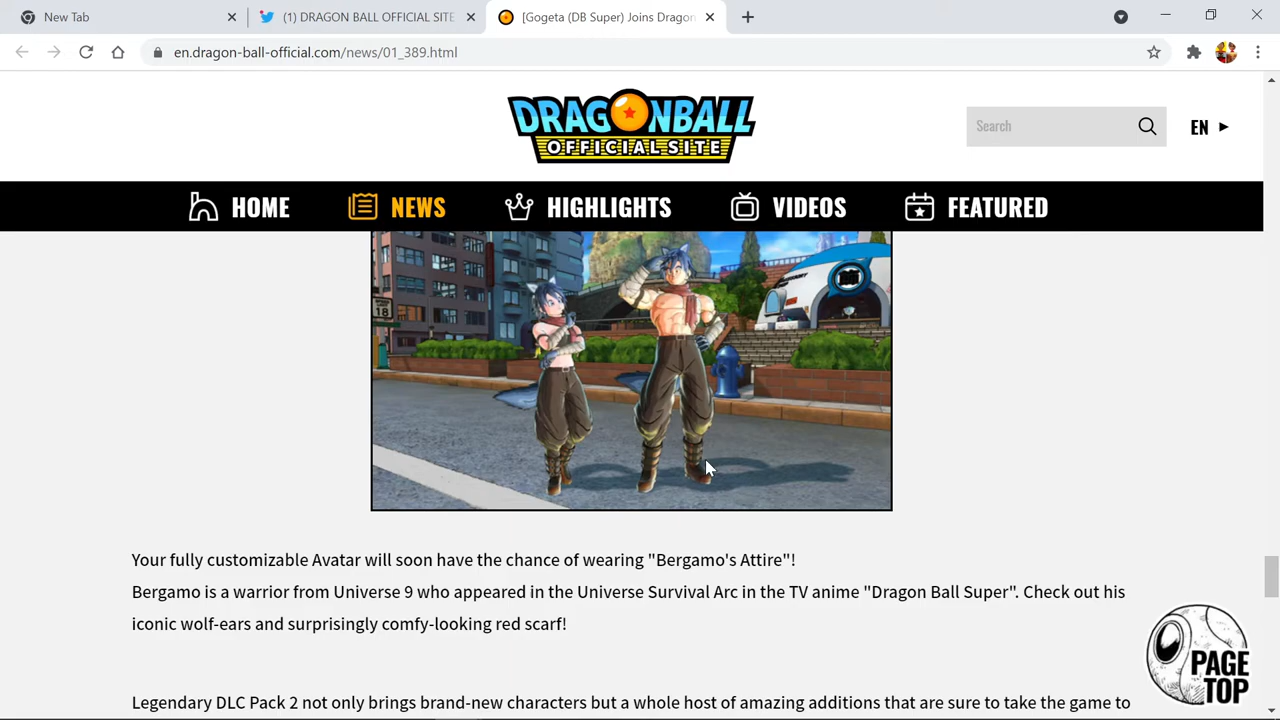 New Tab
(1) DRAGON BALL OFFICIAL SITE
[Gogeta (DB Super) Joins Dragon
en.dragon-ball-official.com/news/01_389.html
DRAGONBALL
OFFICIAL SITE
Search
EN
HOME
NEWS
HIGHLIGHTS
VIDEOS
FEATURED
18
Your fully customizable Avatar will soon have the chance of wearing "Bergamo's Attire"!
Bergamo is a warrior from Universe 9 who appeared in the Universe Survival Arc in the TV anime "Dragon Ball Super". Check out his
iconic wolf-ears and surprisingly comfy-looking red scarf!
PAGE
TOP
Legendary DLC Pack 2 not only brings brand-new characters but a whole host of amazing additions that are sure to take the game to